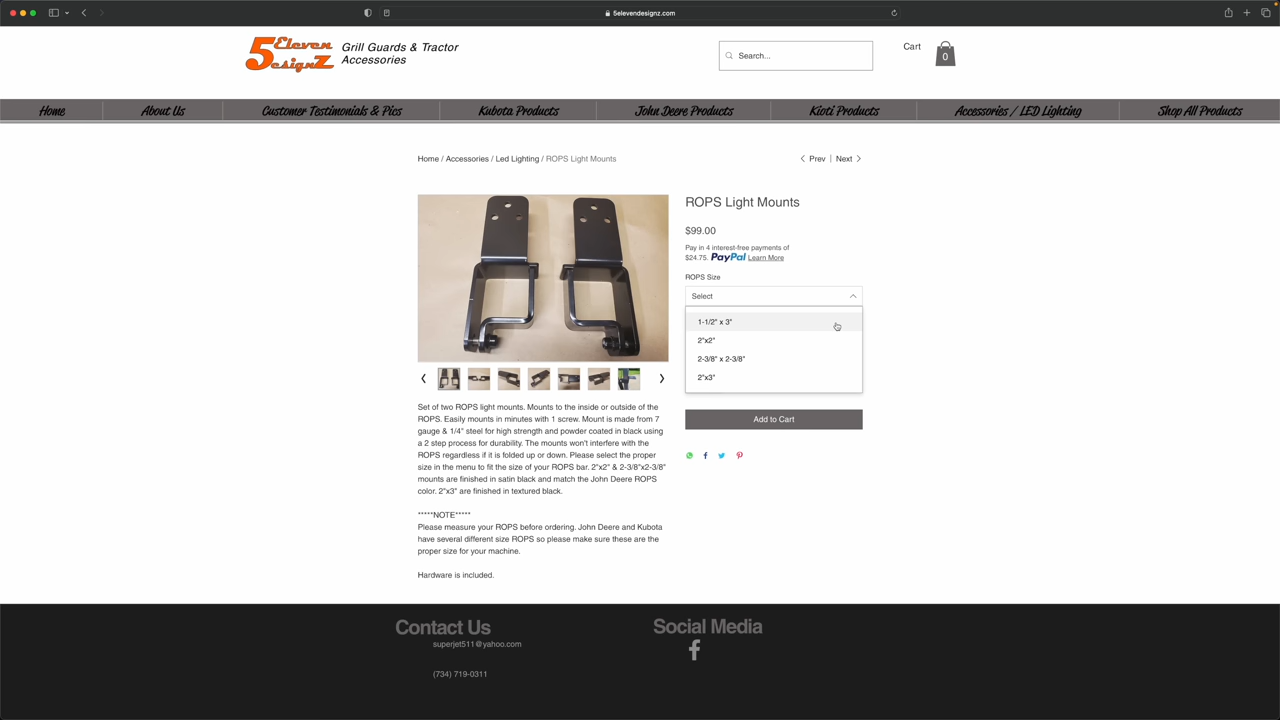 5elevendesignz.com
5Eleven
DesignZ
Grill Guards & Tractor
Accessories
Search...
Cart
0
Home
About Us
Customer Testimonials & Pics
Kubota Products
John Deere Products
Kioti Products
Accessories / LED Lighting
Shop All Products
Home / Accessories / Led Lighting / ROPS Light Mounts
Prev | Next
ROPS Light Mounts
$99.00
Pay in 4 interest-free payments of
$24.75. PayPal Learn More
ROPS Size
Select
1-1/2" x 3"
2"x2"
2-3/8" x 2-3/8"
2"x3"
Add to Cart
Set of two ROPS light mounts. Mounts to the inside or outside of the
ROPS. Easily mounts in minutes with 1 screw. Mount is made from 7
gauge & 1/4" steel for high strength and powder coated in black using
a 2 step process for durability. The mounts won't interfere with the
ROPS regardless if it is folded up or down. Please select the proper
size in the menu to fit the size of your ROPS bar. 2"x2" & 2-3/8"x2-3/8"
mounts are finished in satin black and match the John Deere ROPS
color. 2"x3" are finished in textured black.
*****NOTE*****
Please measure your ROPS before ordering. John Deere and Kubota
have several different size ROPS so please make sure these are the
proper size for your machine.
Hardware is included.
Contact Us
superjet511@yahoo.com
(734) 719-0311
Social Media